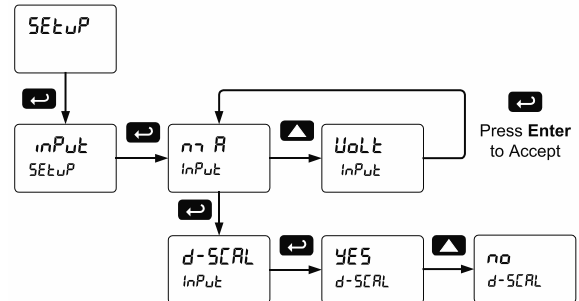 SEtuP
inPut
SEtuP
mA
InPut
VoLt
InPut
Press Enter
to Accept
d-SCAL
InPut
YES
d-SCAL
no
d-SCAL